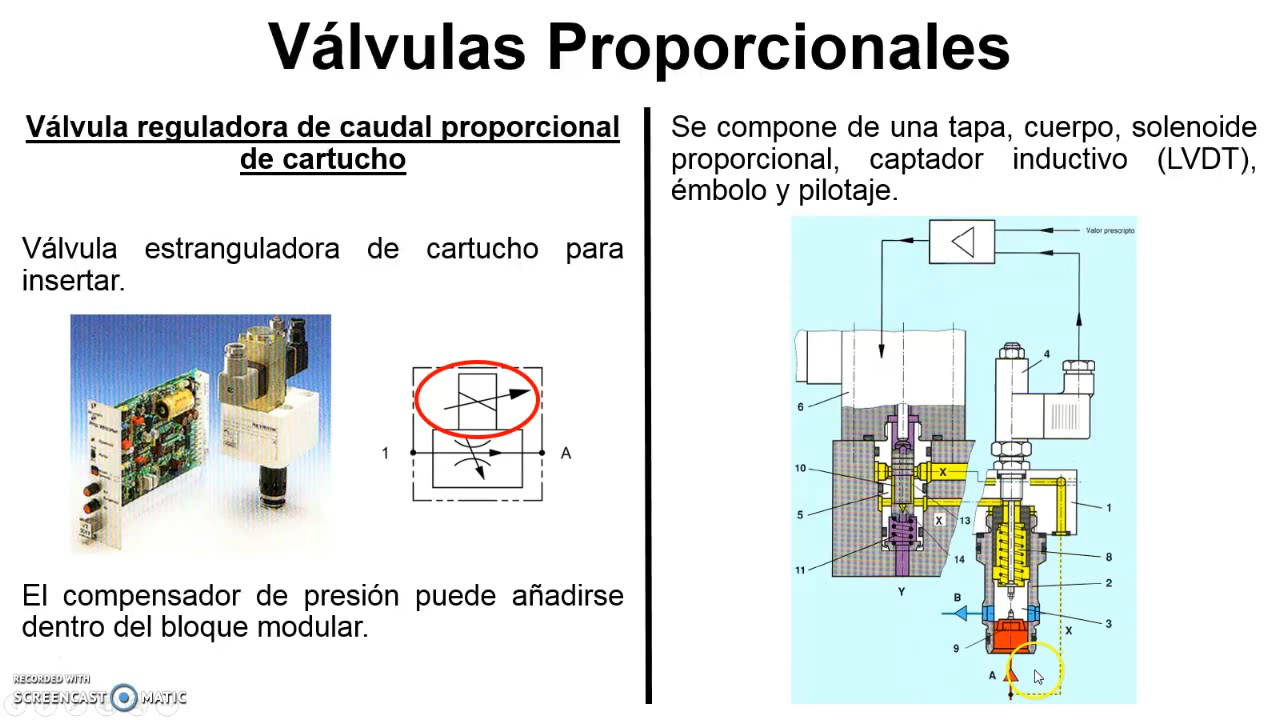 Válvulas Proporcionales
Válvula reguladora de caudal proporcional
de cartucho
Válvula estranguladora de cartucho para
insertar.
1
A
El compensador de presión puede añadirse
dentro del bloque modular.
Se compone de una tapa, cuerpo, solenoide
proporcional, captador inductivo (LVDT),
émbolo y pilotaje.
Valor prescripto
4
6
10
X
5
X
13
1
14
11
8
2
Y
B
3
X
9
A
RECORDED WITH
SCREENCAST MATIC